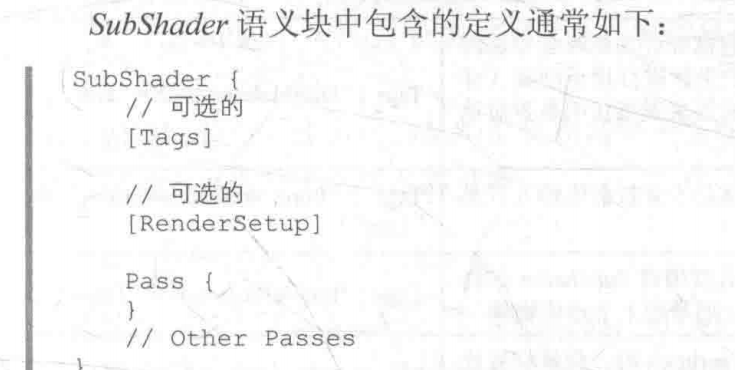 SubShader 语义块中包含的定义通常如下：
SubShader {
// 可选的
[Tags]
// 可选的
[RenderSetup]
Pass {
}
// Other Passes
}